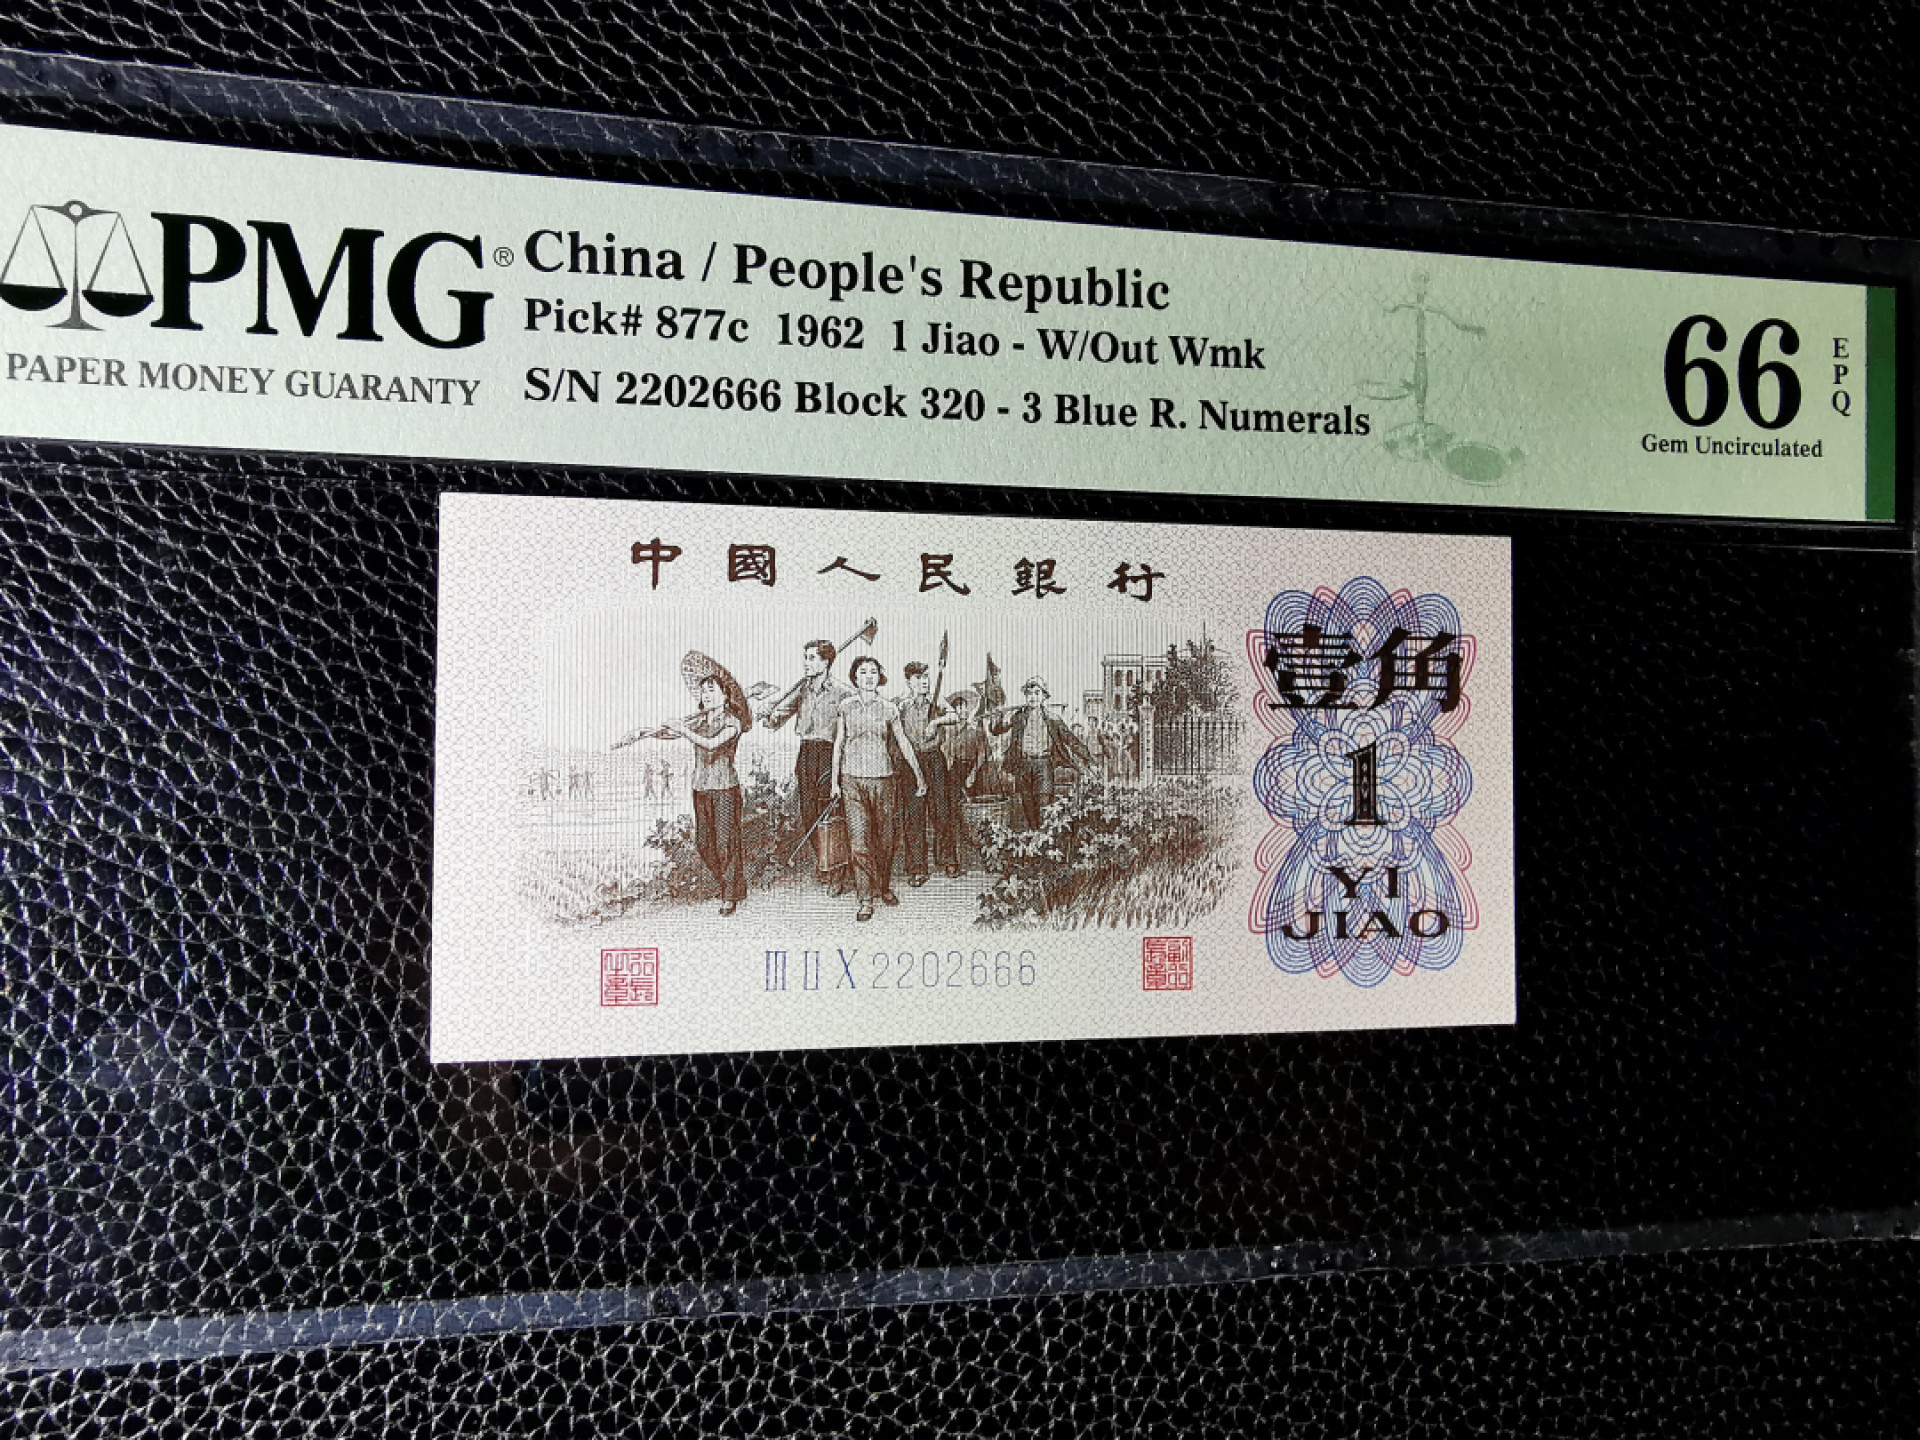 PMG® China / People's Republic
Pick# 877c 1962 1 Jiao - W/Out Wmk
PAPER MONEY GUARANTY
S/N 2202666 Block 320 - 3 Blue R. Numerals
66 EPQ
Gem Uncirculated
中國人民銀行
壹角
1
YI
JIAO
III II X 2202666